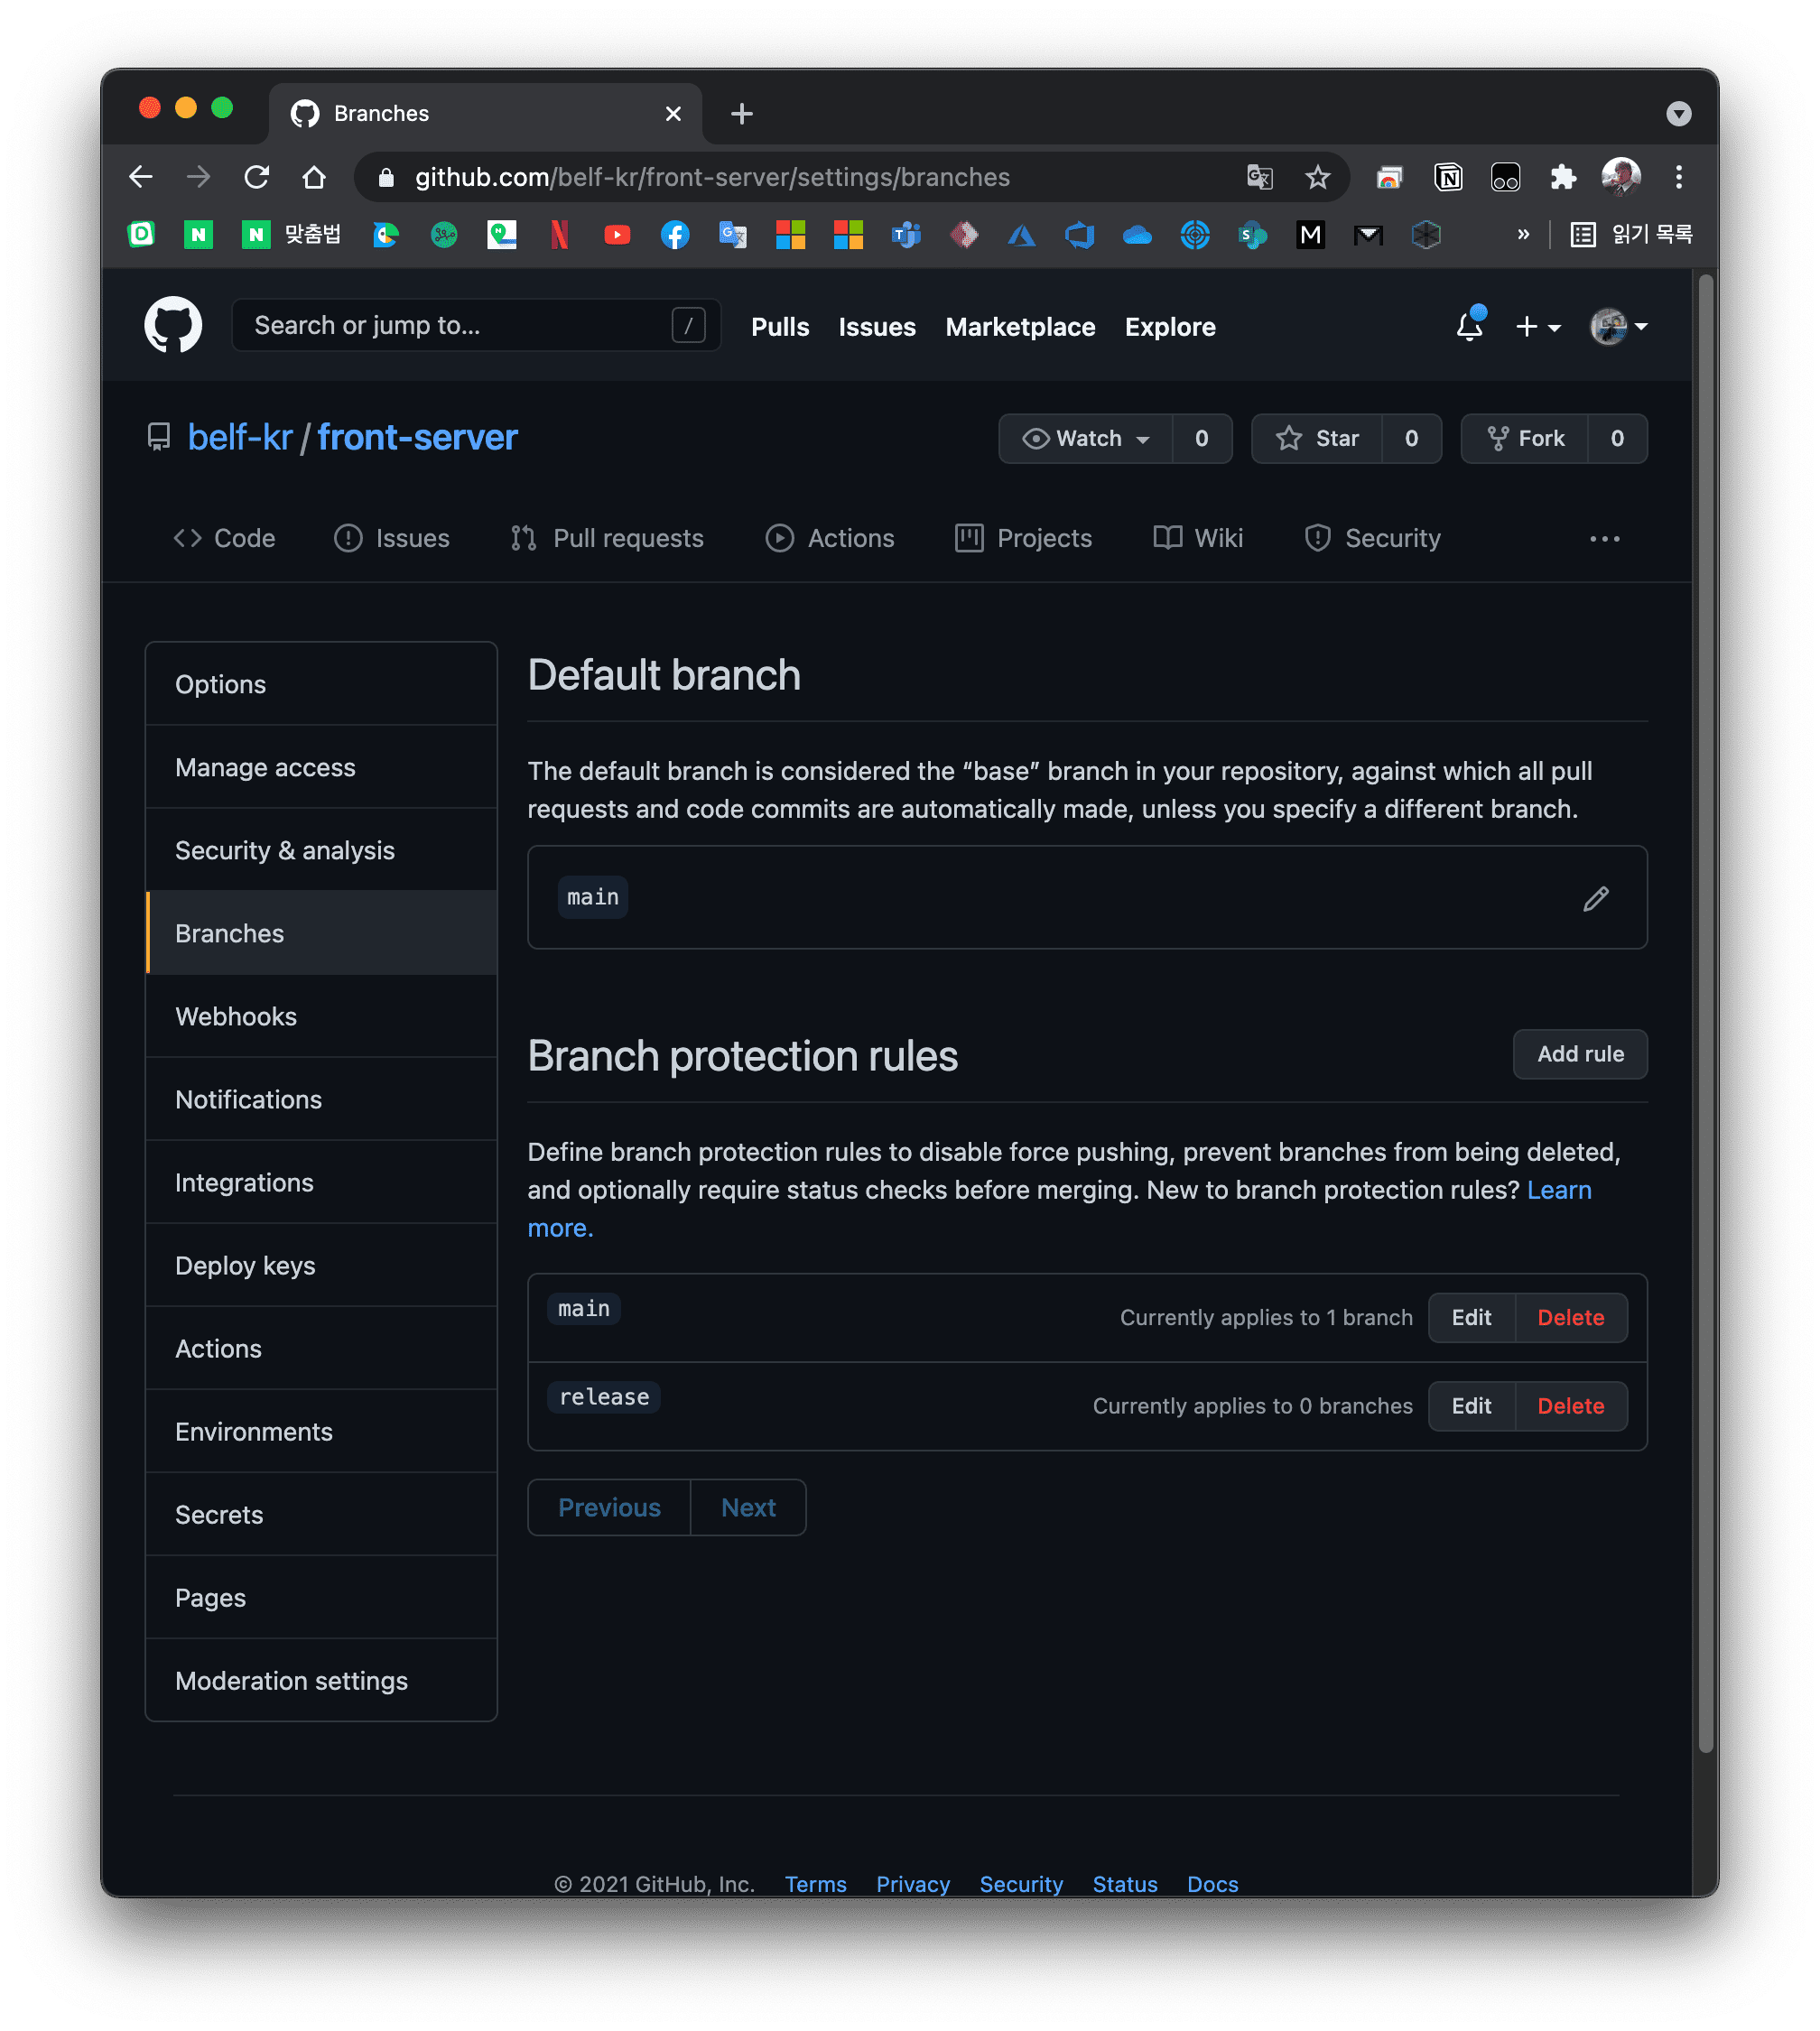 Branches
github.com/belf-kr/front-server/settings/branches
맞춤법
»
읽기 목록
Search or jump to...
/
Pulls
Issues
Marketplace
Explore
belf-kr / front-server
Watch
0
Star
0
Fork
0
Code
Issues
Pull requests
Actions
Projects
Wiki
Security
Options
Manage access
Security & analysis
Branches
Webhooks
Notifications
Integrations
Deploy keys
Actions
Environments
Secrets
Pages
Moderation settings
Default branch
The default branch is considered the “base” branch in your repository, against which all pull
requests and code commits are automatically made, unless you specify a different branch.
main
Branch protection rules
Add rule
Define branch protection rules to disable force pushing, prevent branches from being deleted,
and optionally require status checks before merging. New to branch protection rules? Learn
more.
main
Currently applies to 1 branch
Edit
Delete
release
Currently applies to 0 branches
Edit
Delete
Previous
Next
© 2021 GitHub, Inc.
Terms
Privacy
Security
Status
Docs